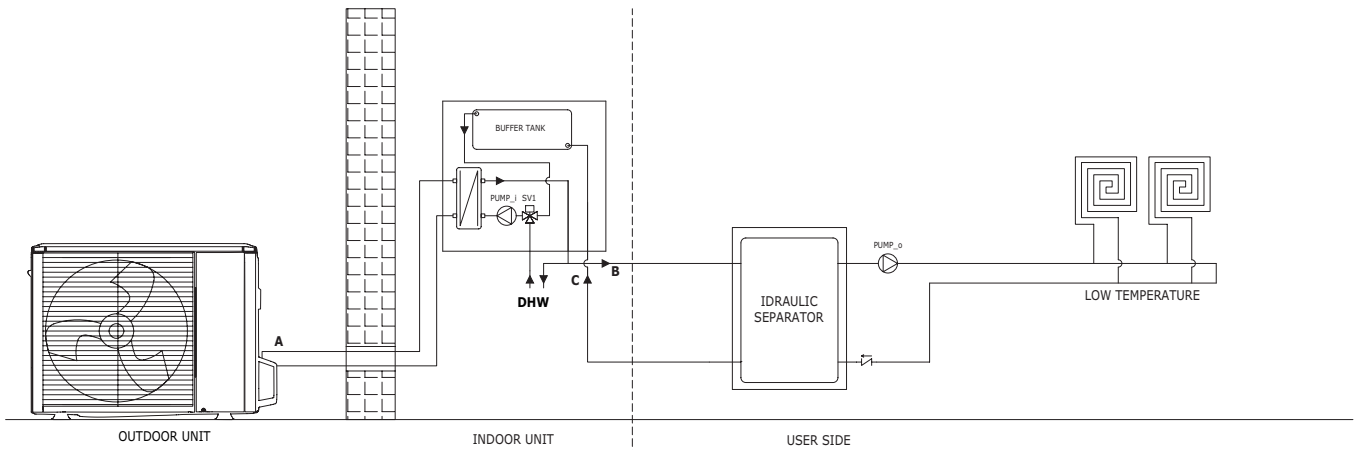 BUFFER TANK
PUMP_i SV1
PUMP_o
A
B
C
DHW
IDRAULIC
SEPARATOR
LOW TEMPERATURE
OUTDOOR UNIT
INDOOR UNIT
USER SIDE